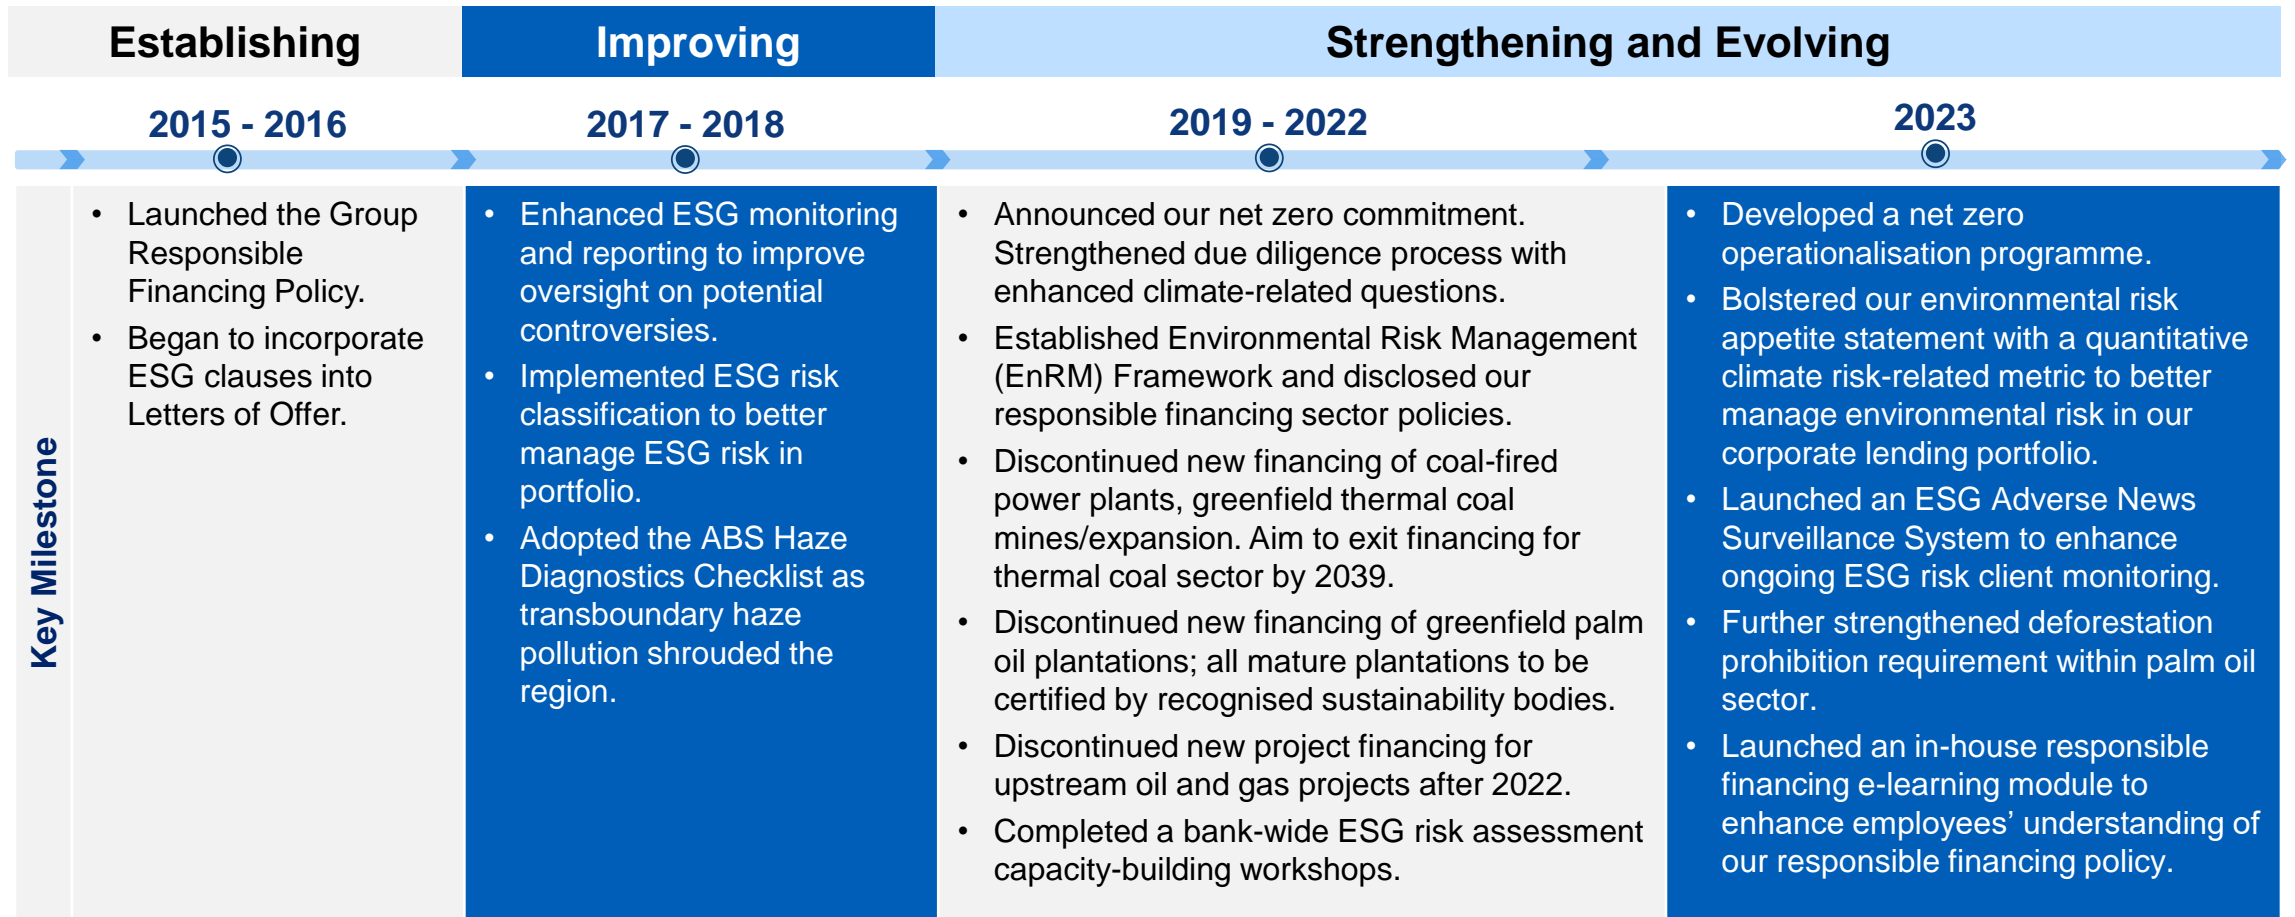 Establishing
Improving
Strengthening and Evolving
2015 - 2016
2017 - 2018
2019 - 2022
2023
Key Milestone
• Launched the Group
Responsible
Financing Policy.
• Began to incorporate
ESG clauses into
Letters of Offer.
• Enhanced ESG monitoring
and reporting to improve
oversight on potential
controversies.
• Implemented ESG risk
classification to better
manage ESG risk in
portfolio.
• Adopted the ABS Haze
Diagnostics Checklist as
transboundary haze
pollution shrouded the
region.
• Announced our net zero commitment.
Strengthened due diligence process with
enhanced climate-related questions.
• Established Environmental Risk Management
(EnRM) Framework and disclosed our
responsible financing sector policies.
• Discontinued new financing of coal-fired
power plants, greenfield thermal coal
mines/expansion. Aim to exit financing for
thermal coal sector by 2039.
• Discontinued new financing of greenfield palm
oil plantations; all mature plantations to be
certified by recognised sustainability bodies.
• Discontinued new project financing for
upstream oil and gas projects after 2022.
• Completed a bank-wide ESG risk assessment
capacity-building workshops.
• Developed a net zero
operationalisation programme.
• Bolstered our environmental risk
appetite statement with a quantitative
climate risk-related metric to better
manage environmental risk in our
corporate lending portfolio.
• Launched an ESG Adverse News
Surveillance System to enhance
ongoing ESG risk client monitoring.
• Further strengthened deforestation
prohibition requirement within palm oil
sector.
• Launched an in-house responsible
financing e-learning module to
enhance employees’ understanding of
our responsible financing policy.